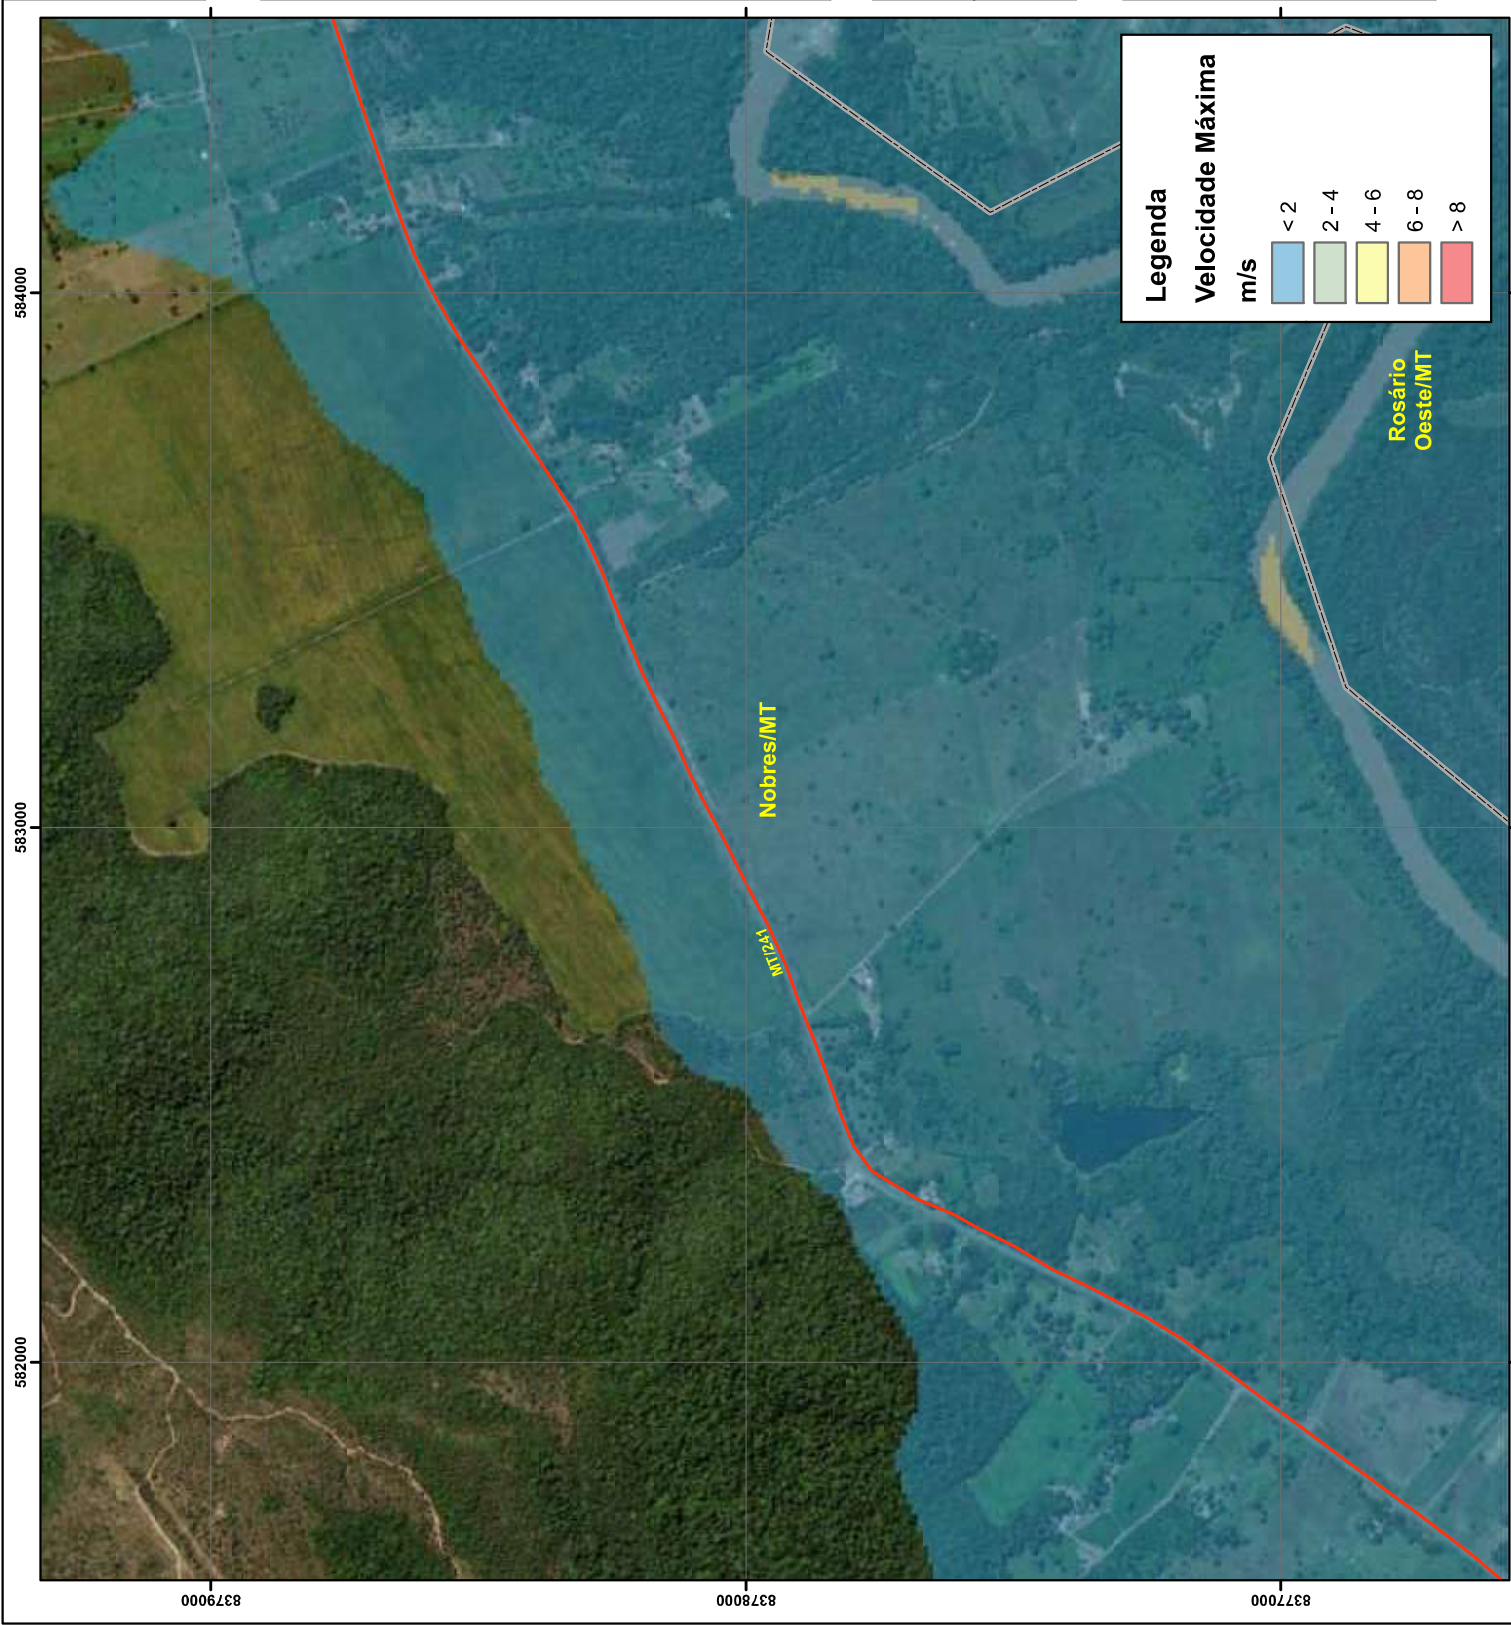 584000
583000
582000
8379000
8378000
8377000
Nobres/MT
MT/241
Rosário
Oeste/MT
Legenda
Velocidade Máxima
m/s
< 2
2 - 4
4 - 6
6 - 8
> 8